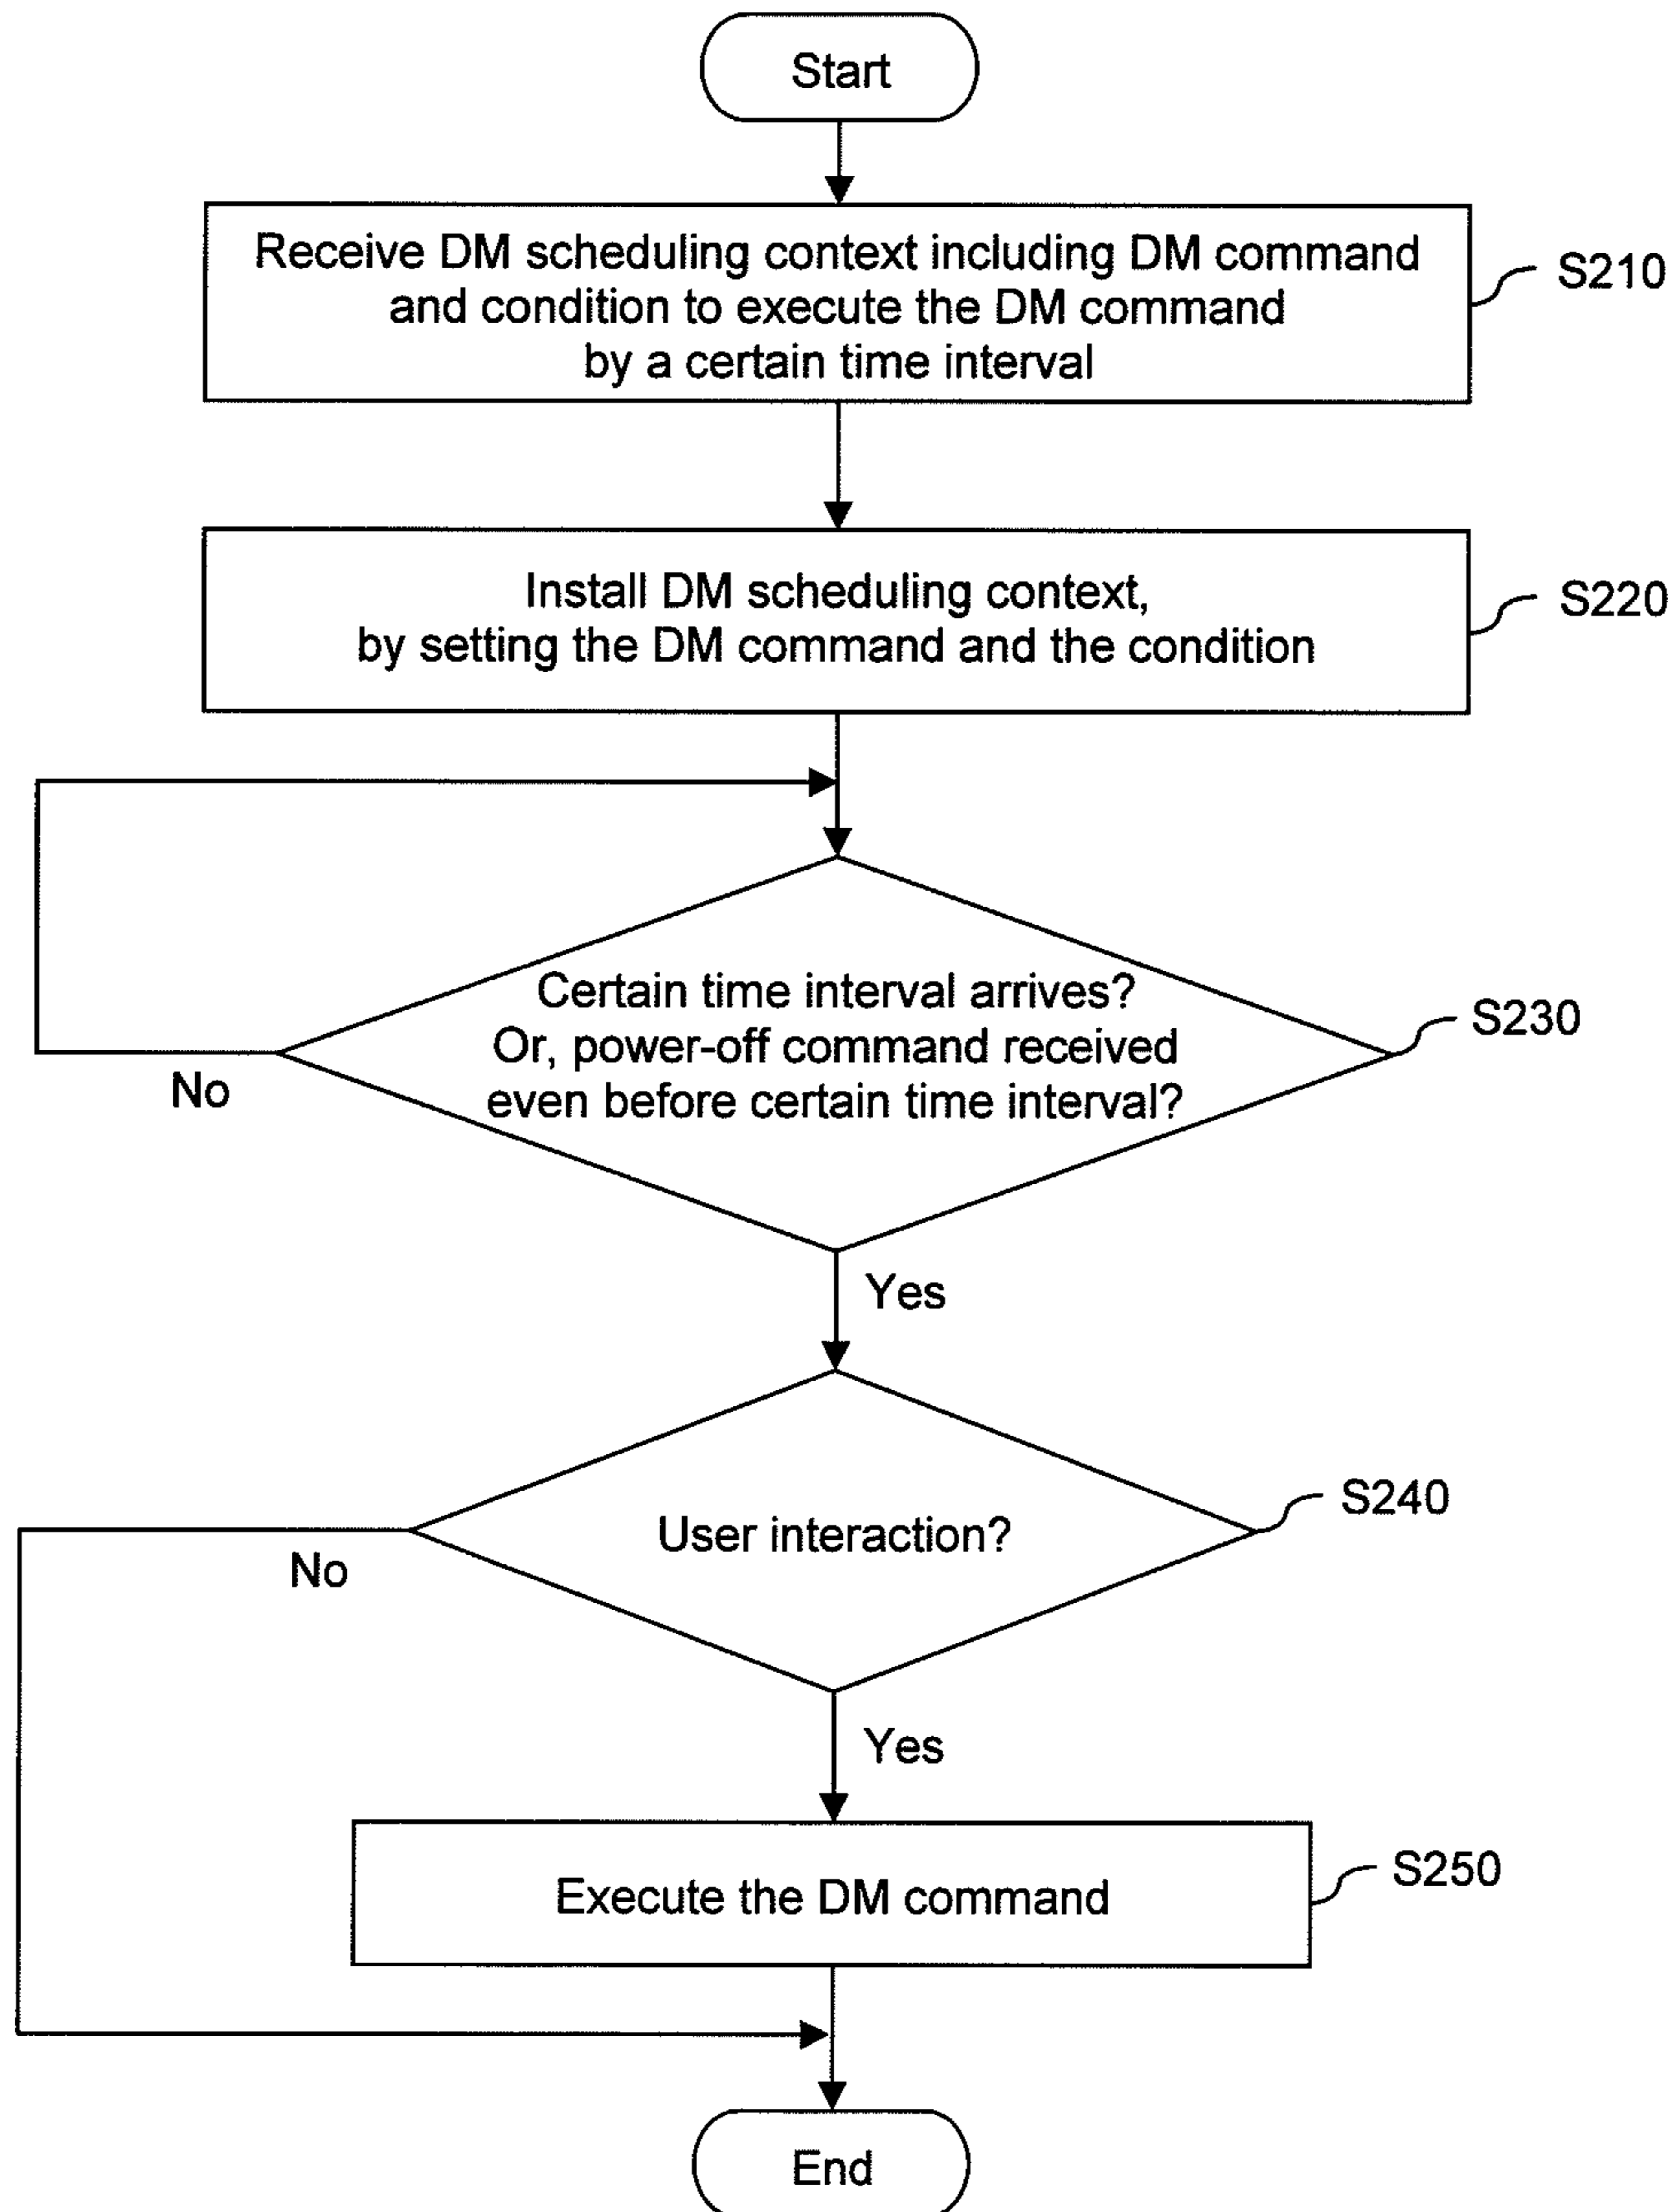 Start
Receive DM scheduling context including DM command
and condition to execute the DM command
by a certain time interval
S210
Install DM scheduling context,
by setting the DM command and the condition
S220
Certain time interval arrives?
Or, power-off command received
even before certain time interval?
S230
No
Yes
User interaction?
S240
No
Yes
Execute the DM command
S250
End